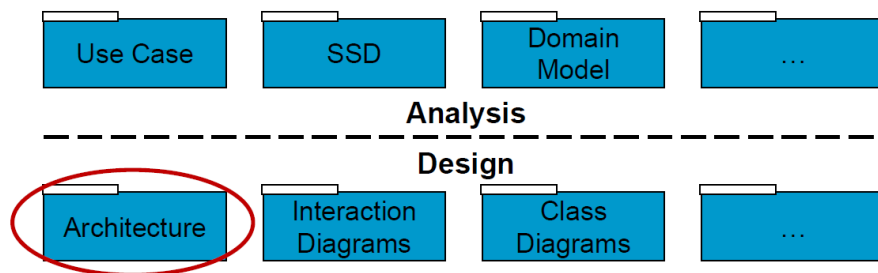 Use Case
SSD
Domain
Model
...
Analysis
Design
Architecture
Interaction
Diagrams
Class
Diagrams
...